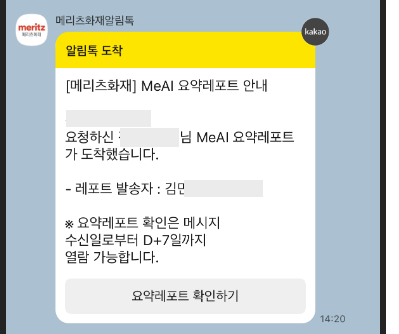 메리츠화재알림톡
meritz
메리츠화재
kakao
알림톡 도착
[메리츠화재] MeAI 요약레포트 안내
요청하신 님 MeAI 요약레포트
가 도착했습니다.
- 레포트 발송자 : 김민
※ 요약레포트 확인은 메시지
수신일로부터 D+7일까지
열람 가능합니다.
요약레포트 확인하기
14:20